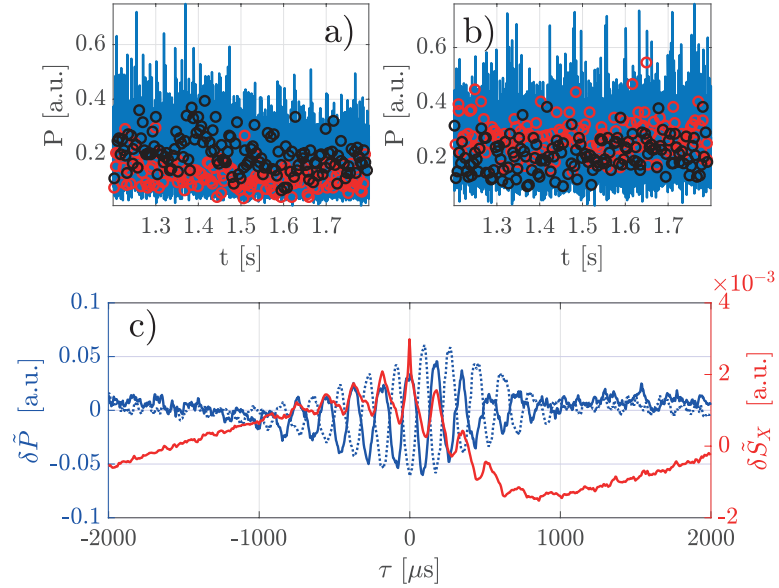 a)
b)
0.6
0.4
0.2
P [a.u.]
1.3 1.4 1.5 1.6 1.7
t [s]
0.6
0.4
0.2
P [a.u.]
1.3 1.4 1.5 1.6 1.7
t [s]
×10⁻³
c)
0.1
0.05
0
-0.05
-0.1
δP̃ [a.u.]
4
2
0
-2
δS̃_X [a.u.]
-2000 -1000 0 1000 2000
τ [μs]